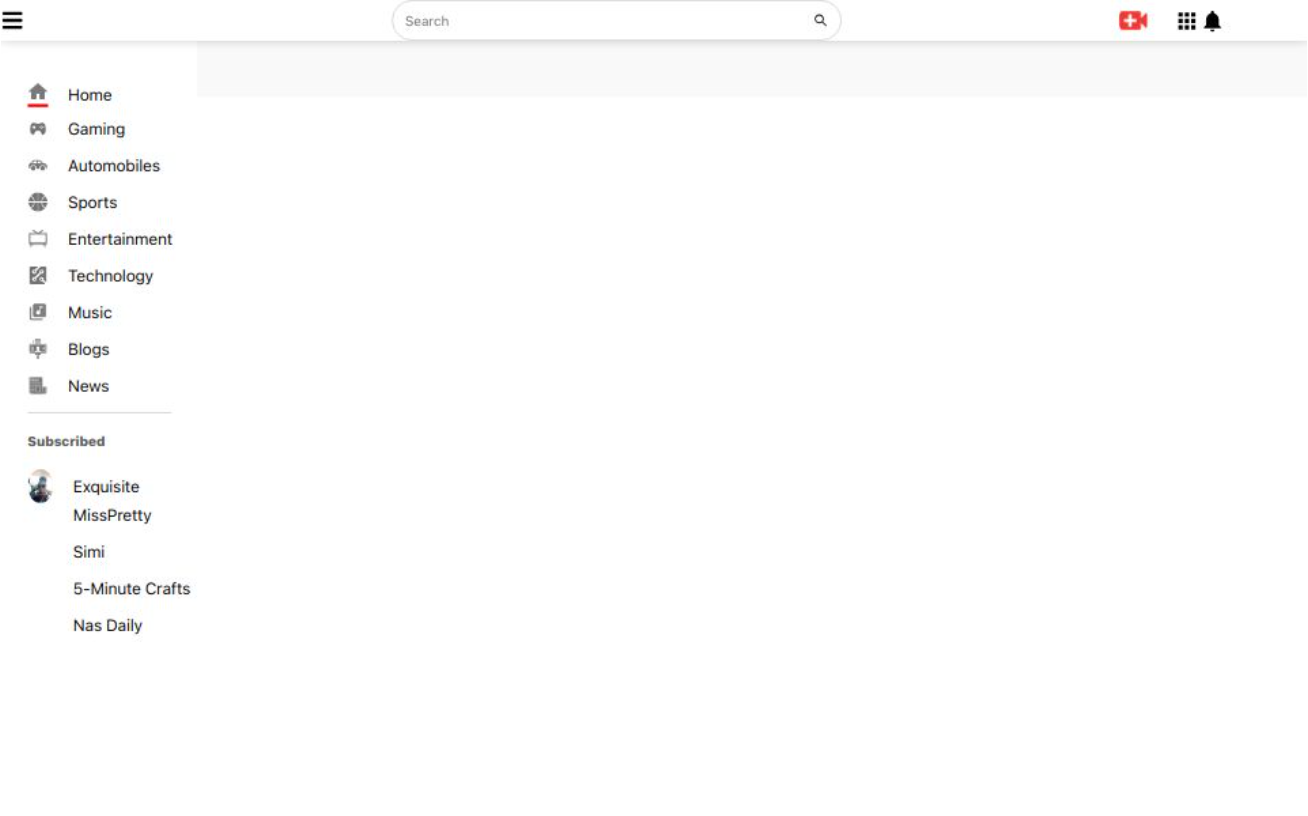 Search
Home
Gaming
Automobiles
Sports
Entertainment
Technology
Music
Blogs
News
Subscribed
Exquisite
MissPretty
Simi
5-Minute Crafts
Nas Daily